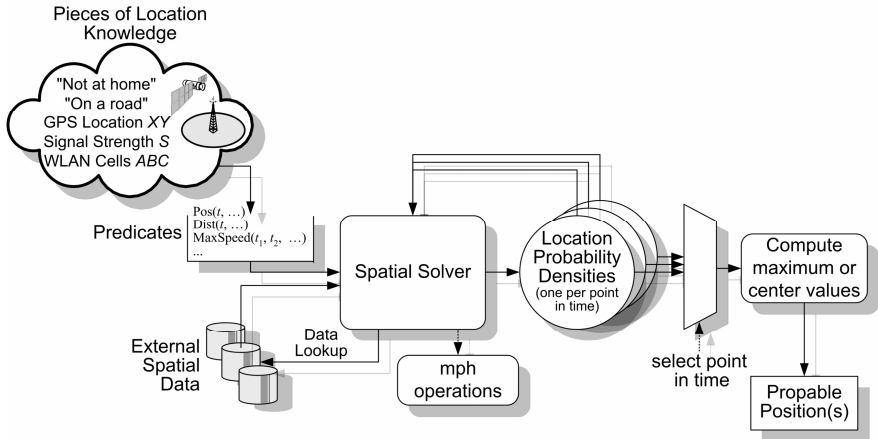 Pieces of Location
Knowledge
"Not at home"
"On a road"
GPS Location XY
Signal Strength S
WLAN Cells ABC
Predicates
Pos(t, …)
Dist(t, …)
MaxSpeed(t1, t2, …)
...
Spatial Solver
Location
Probability
Densities
(one per point
in time)
Compute
maximum or
center values
External
Spatial
Data
Data
Lookup
mph
operations
select point
in time
Propable
Position(s)